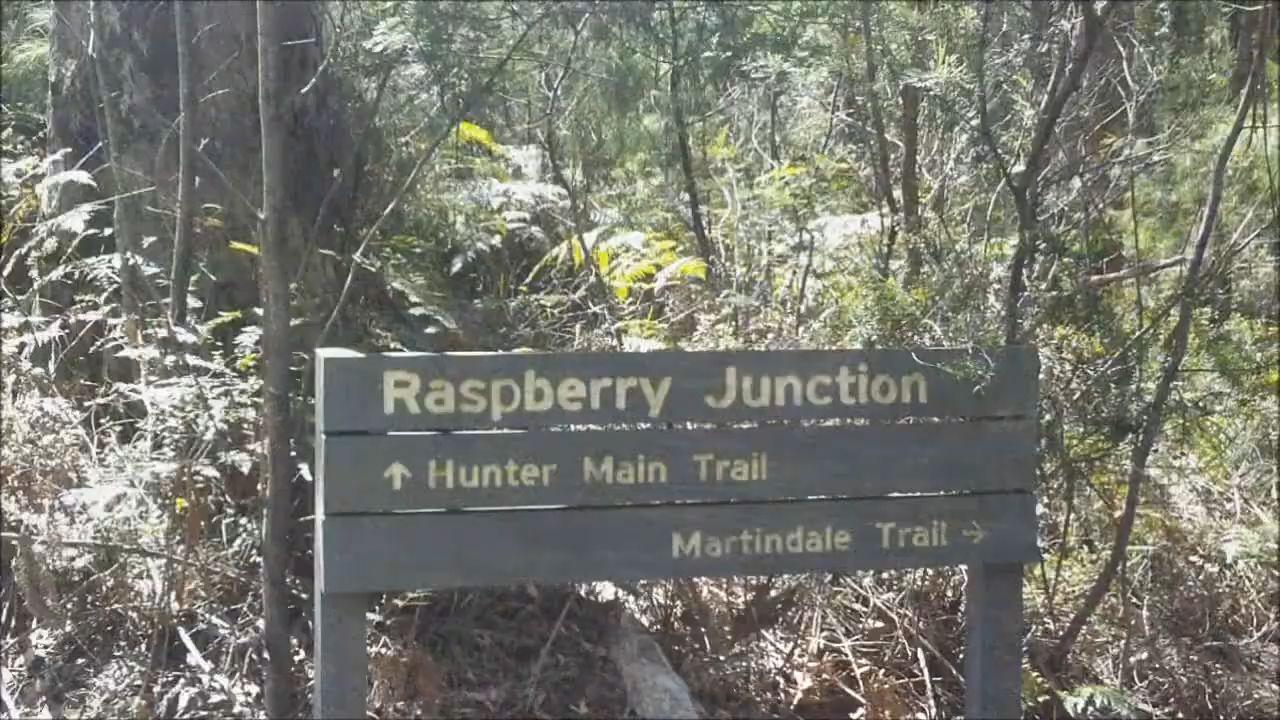 Raspberry Junction
↑ Hunter Main Trail
Martindale Trail →